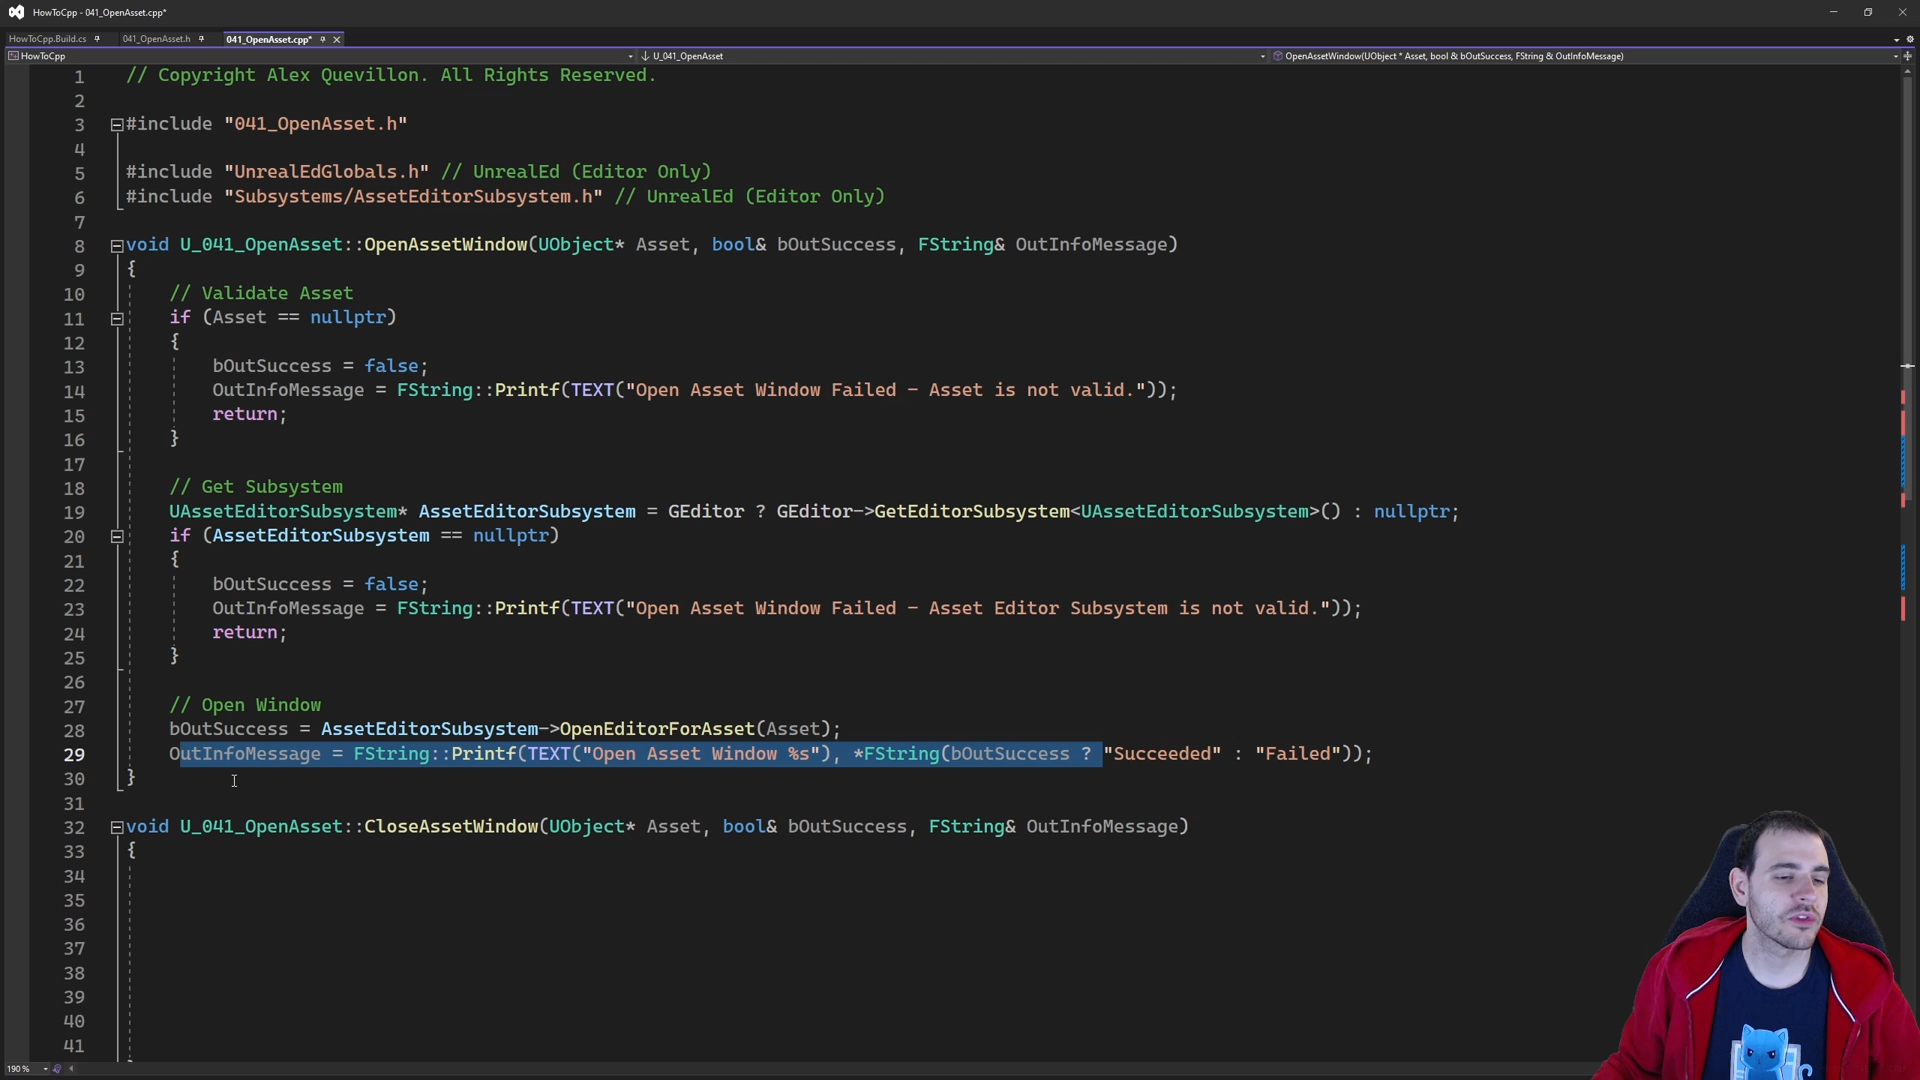 HowToCpp - 041_OpenAsset.cpp*
HowToCpp.Build.cs 041_OpenAsset.h 041_OpenAsset.cpp*
HowToCpp U_041_OpenAsset OpenAssetWindow(UObject * Asset, bool & bOutSuccess, FString & OutInfoMessage)
1 // Copyright Alex Quevillon. All Rights Reserved.
2
3 #include "041_OpenAsset.h"
4
5 #include "UnrealEdGlobals.h" // UnrealEd (Editor Only)
6 #include "Subsystems/AssetEditorSubsystem.h" // UnrealEd (Editor Only)
7
8 void U_041_OpenAsset::OpenAssetWindow(UObject* Asset, bool& bOutSuccess, FString& OutInfoMessage)
9 {
10 // Validate Asset
11 if (Asset == nullptr)
12 {
13 bOutSuccess = false;
14 OutInfoMessage = FString::Printf(TEXT("Open Asset Window Failed - Asset is not valid."));
15 return;
16 }
17
18 // Get Subsystem
19 UAssetEditorSubsystem* AssetEditorSubsystem = GEditor ? GEditor->GetEditorSubsystem<UAssetEditorSubsystem>() : nullptr;
20 if (AssetEditorSubsystem == nullptr)
21 {
22 bOutSuccess = false;
23 OutInfoMessage = FString::Printf(TEXT("Open Asset Window Failed - Asset Editor Subsystem is not valid."));
24 return;
25 }
26
27 // Open Window
28 bOutSuccess = AssetEditorSubsystem->OpenEditorForAsset(Asset);
29 OutInfoMessage = FString::Printf(TEXT("Open Asset Window %s"), *FString(bOutSuccess ? "Succeeded" : "Failed"));
30 }
31
32 void U_041_OpenAsset::CloseAssetWindow(UObject* Asset, bool& bOutSuccess, FString& OutInfoMessage)
33 {
34
35
36
37
38
39
40
41
190 %